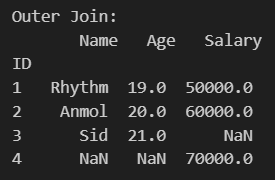 Outer Join:
Name Age Salary
ID
1 Rhythm 19.0 50000.0
2 Anmol 20.0 60000.0
3 Sid 21.0 NaN
4 NaN NaN 70000.0